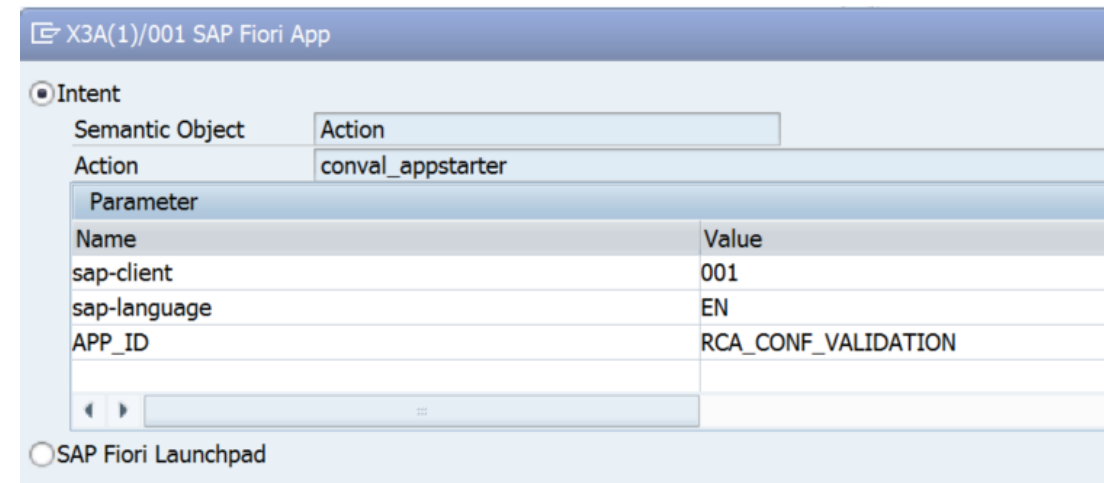 X3A(1)/001 SAP Fiori App
Intent
Semantic Object Action
Action conval_appstarter
Parameter
Name Value
sap-client 001
sap-language EN
APP_ID RCA_CONF_VALIDATION
SAP Fiori Launchpad